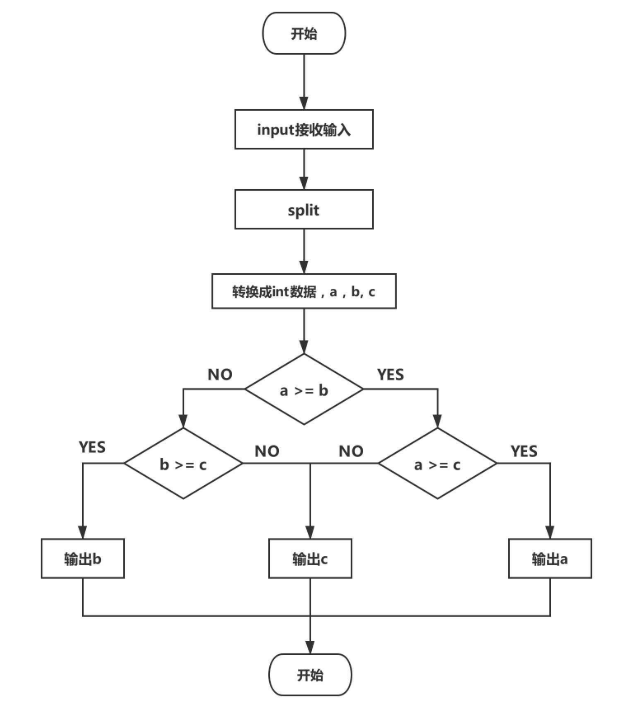 开始
input接收输入
split
转换成int数据，a，b, c
NO
YES
a >= b
YES
b >= c
NO
NO
a >= c
YES
输出b
输出c
输出a
开始